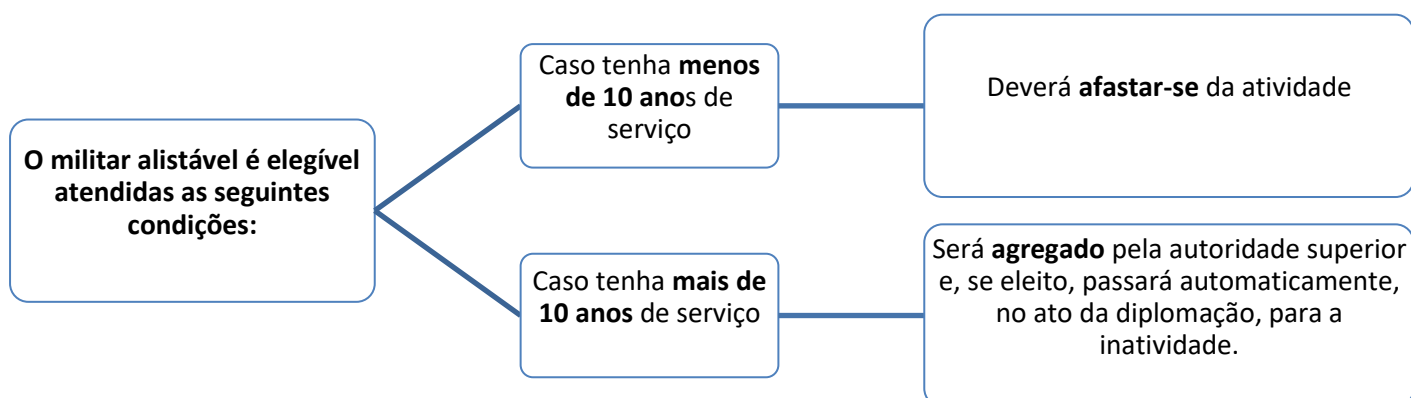 O militar alistável é elegível
atendidas as seguintes
condições:
Caso tenha menos
de 10 anos de
serviço
Deverá afastar-se da atividade
Caso tenha mais de
10 anos de serviço
Será agregado pela autoridade superior
e, se eleito, passará automaticamente,
no ato da diplomação, para a
inatividade.